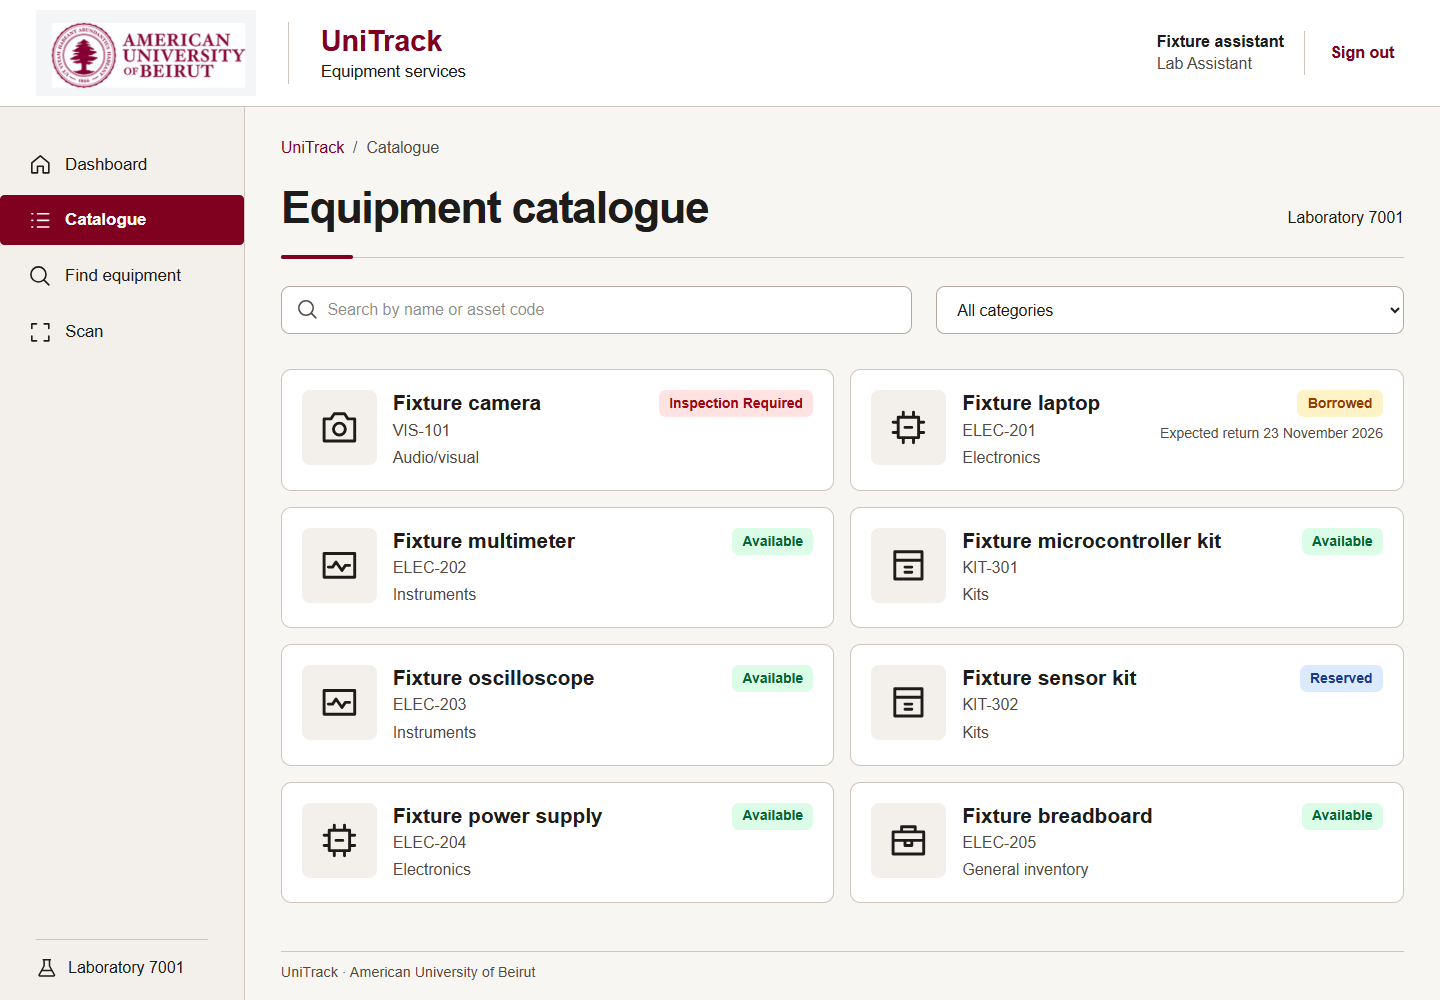 AMERICAN
UNIVERSITY
OF BEIRUT
UniTrack
Equipment services
Fixture assistant
Lab Assistant
Sign out
Dashboard
Catalogue
Find equipment
Scan
Laboratory 7001
UniTrack / Catalogue
Equipment catalogue
Laboratory 7001
Search by name or asset code
All categories
Fixture camera
Inspection Required
VIS-101
Audio/visual
Fixture laptop
Borrowed
ELEC-201
Expected return 23 November 2026
Electronics
Fixture multimeter
Available
ELEC-202
Instruments
Fixture microcontroller kit
Available
KIT-301
Kits
Fixture oscilloscope
Available
ELEC-203
Instruments
Fixture sensor kit
Reserved
KIT-302
Kits
Fixture power supply
Available
ELEC-204
Electronics
Fixture breadboard
Available
ELEC-205
General inventory
UniTrack · American University of Beirut